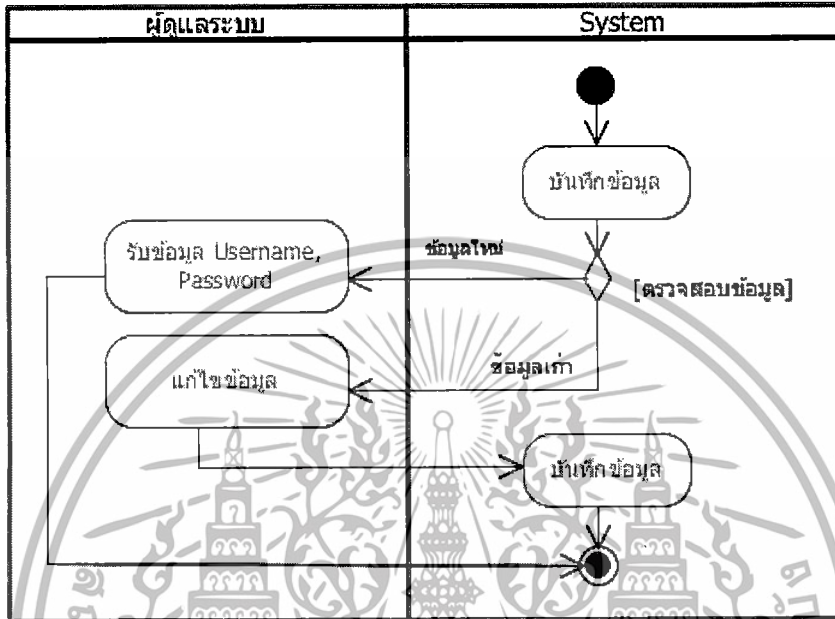 ผู้ดูแลระบบ
System
บันทึกข้อมูล
รับข้อมูล Username,
Password
ข้อมูลใหม่
[ตรวจสอบข้อมูล]
แก้ไขข้อมูล
ข้อมูลเก่า
บันทึกข้อมูล